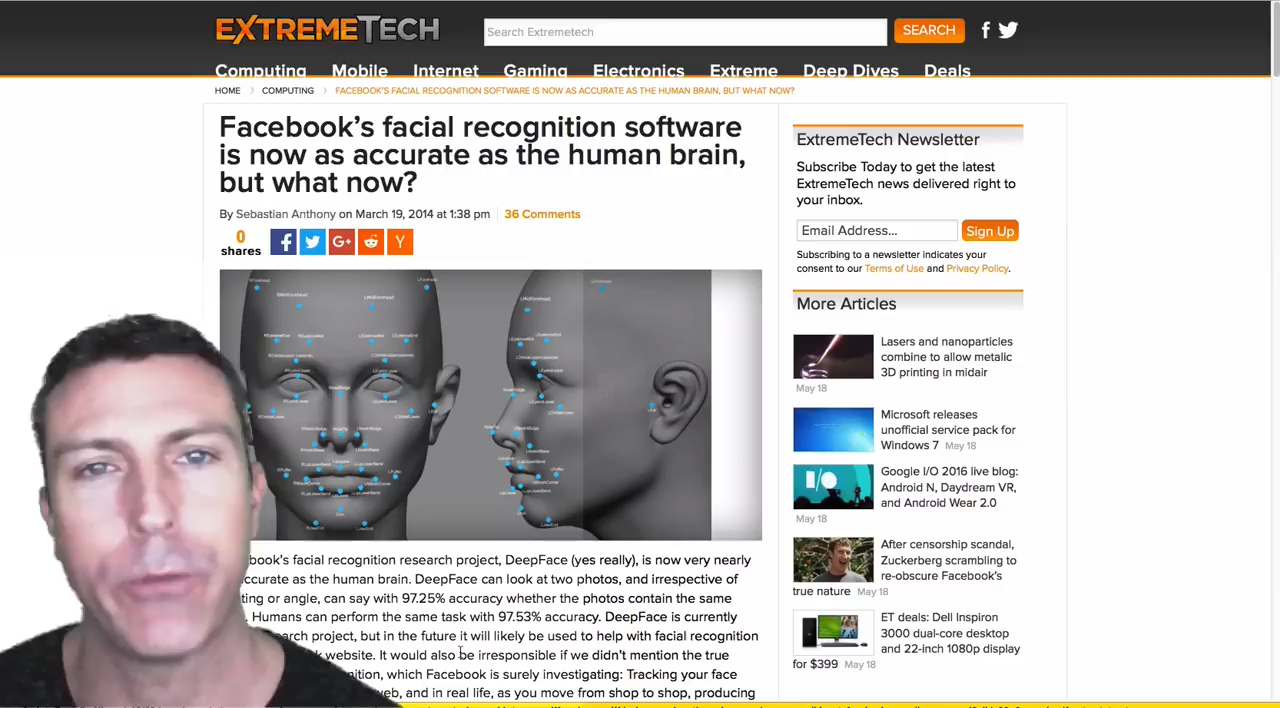 EXTREMETECH
Search Extremetech
SEARCH
Computing Mobile Internet Gaming Electronics Extreme Deep Dives Deals
HOME COMPUTING FACEBOOK'S FACIAL RECOGNITION SOFTWARE IS NOW AS ACCURATE AS THE HUMAN BRAIN, BUT WHAT NOW?
Facebook's facial recognition software
is now as accurate as the human brain,
but what now?
By Sebastian Anthony on March 19, 2014 at 1:38 pm 36 Comments
0
shares
book's facial recognition research project, DeepFace (yes really), is now very nearly
ccurate as the human brain. DeepFace can look at two photos, and irrespective of
ting or angle, can say with 97.25% accuracy whether the photos contain the same
Humans can perform the same task with 97.53% accuracy. DeepFace is currently
earch project, but in the future it will likely be used to help with facial recognition
k website. It would also be irresponsible if we didn't mention the true
nition, which Facebook is surely investigating: Tracking your face
web, and in real life, as you move from shop to shop, producing
ExtremeTech Newsletter
Subscribe Today to get the latest
ExtremeTech news delivered right to
your inbox.
Email Address...
Sign Up
Subscribing to a newsletter indicates your
consent to our Terms of Use and Privacy Policy.
More Articles
Lasers and nanoparticles
combine to allow metalic
3D printing in midair
May 18
Microsoft releases
unofficial service pack for
Windows 7 May 18
Google I/O 2016 live blog:
Android N, Daydream VR,
and Android Wear 2.0
May 18
After censorship scandal,
Zuckerberg scrambling to
re-obscure Facebook's
true nature May 18
ET deals: Dell Inspiron
3000 dual-core desktop
and 22-inch 1080p display
for $399 May 18